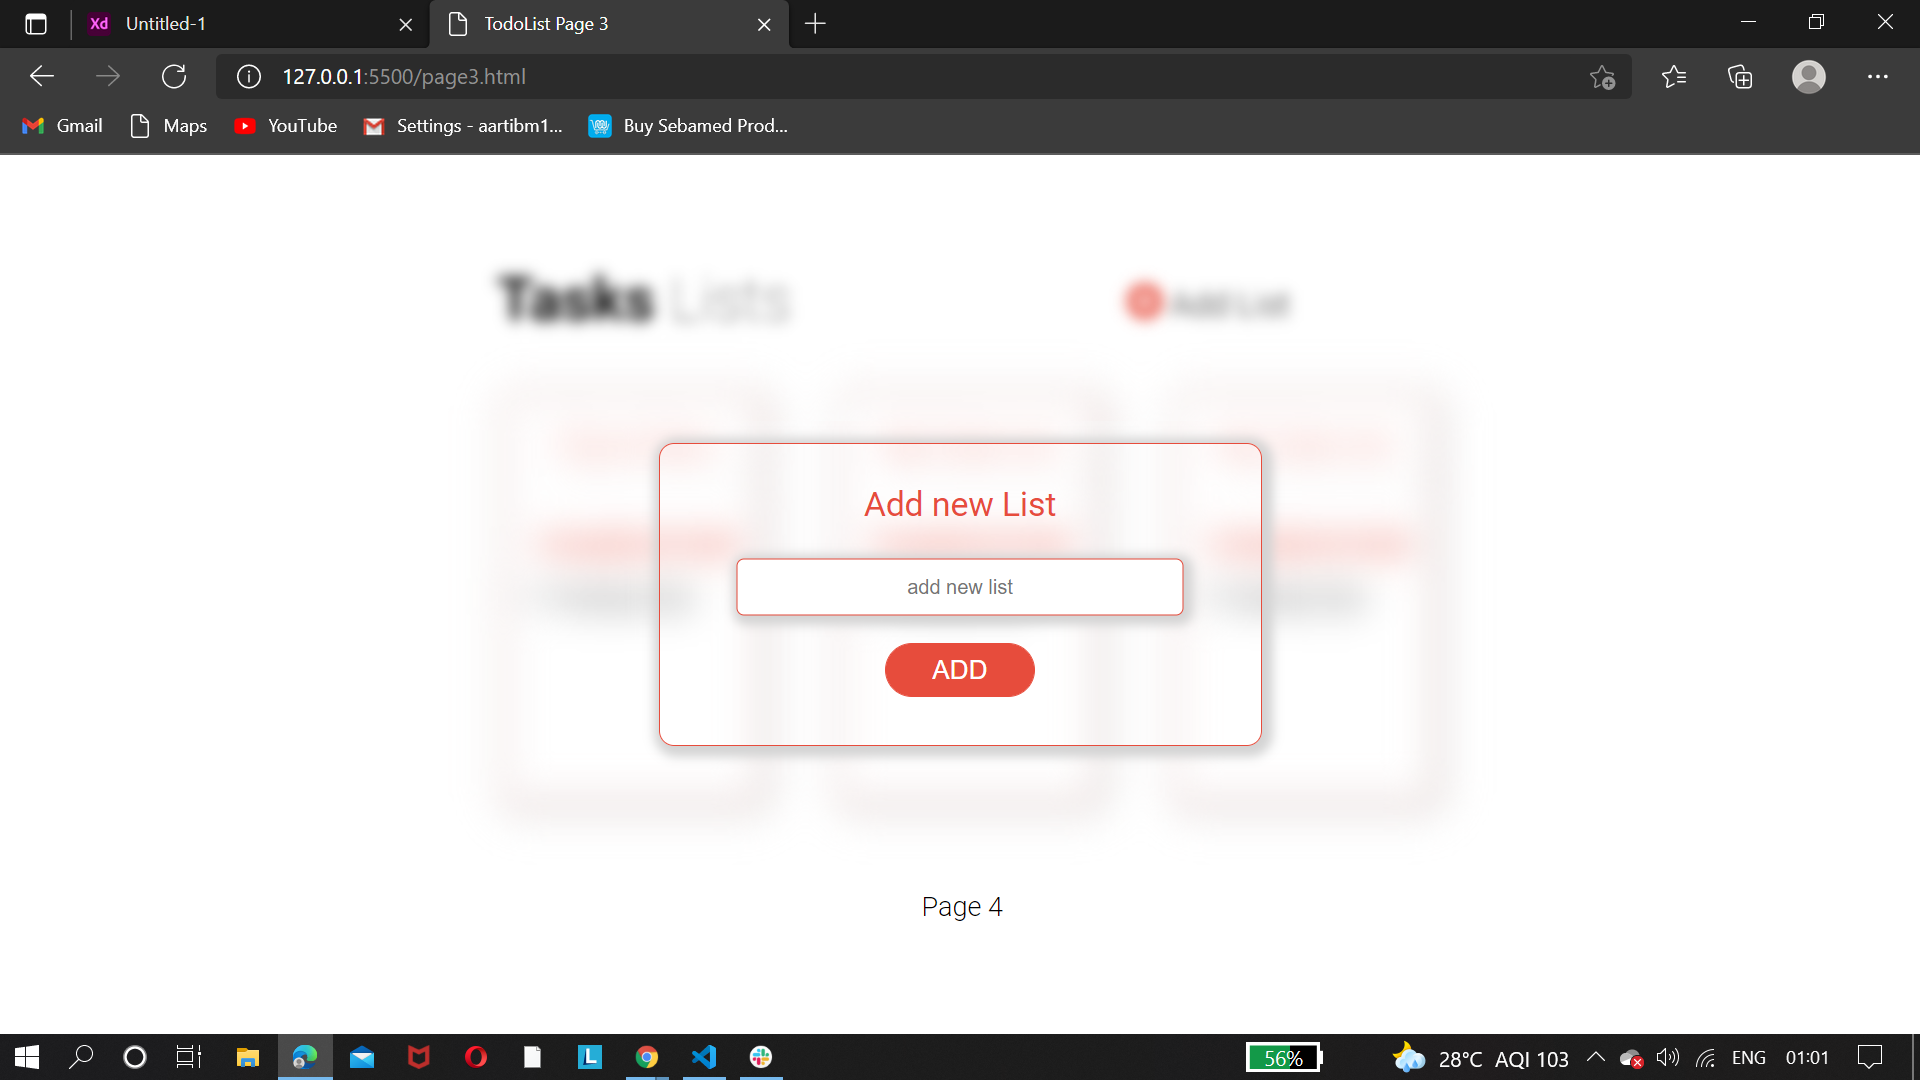 Xd Untitled-1
TodoList Page 3
127.0.0.1:5500/page3.html
Gmail
Maps
YouTube
Settings - aartibm1...
Buy Sebamed Prod...
Tasks Lists
Add List
Add new List
add new list
ADD
Page 4
L
56%
28°C AQI 103
ENG
01:01